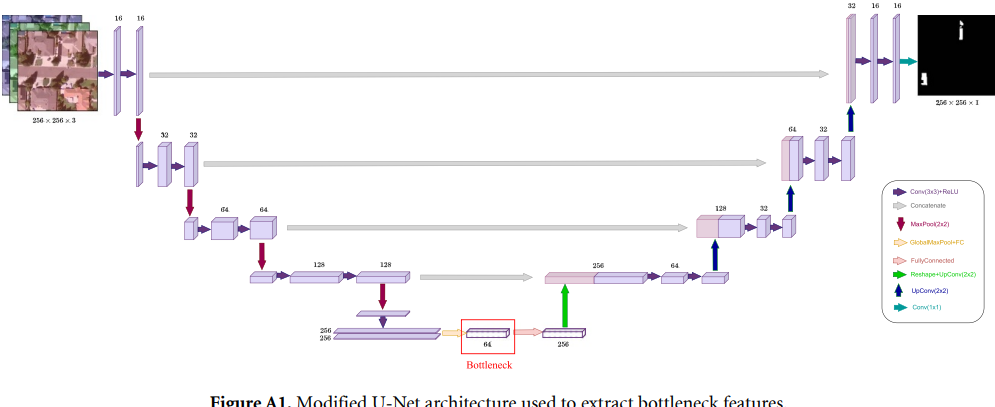 16 16
32
16 16
256 × 256 × 3
256 × 256 × 1
32 32
64
32
64 64
128
32
128 128
256
64
256
256
64
256
Bottleneck
Conv(3x3)+ReLU
Concatenate
MaxPool(2x2)
GlobalMaxPool+FC
FullyConnected
Reshape+UpConv(2x2)
UpConv(2x2)
Conv(1x1)
Figure A1. Modified U-Net architecture used to extract bottleneck features